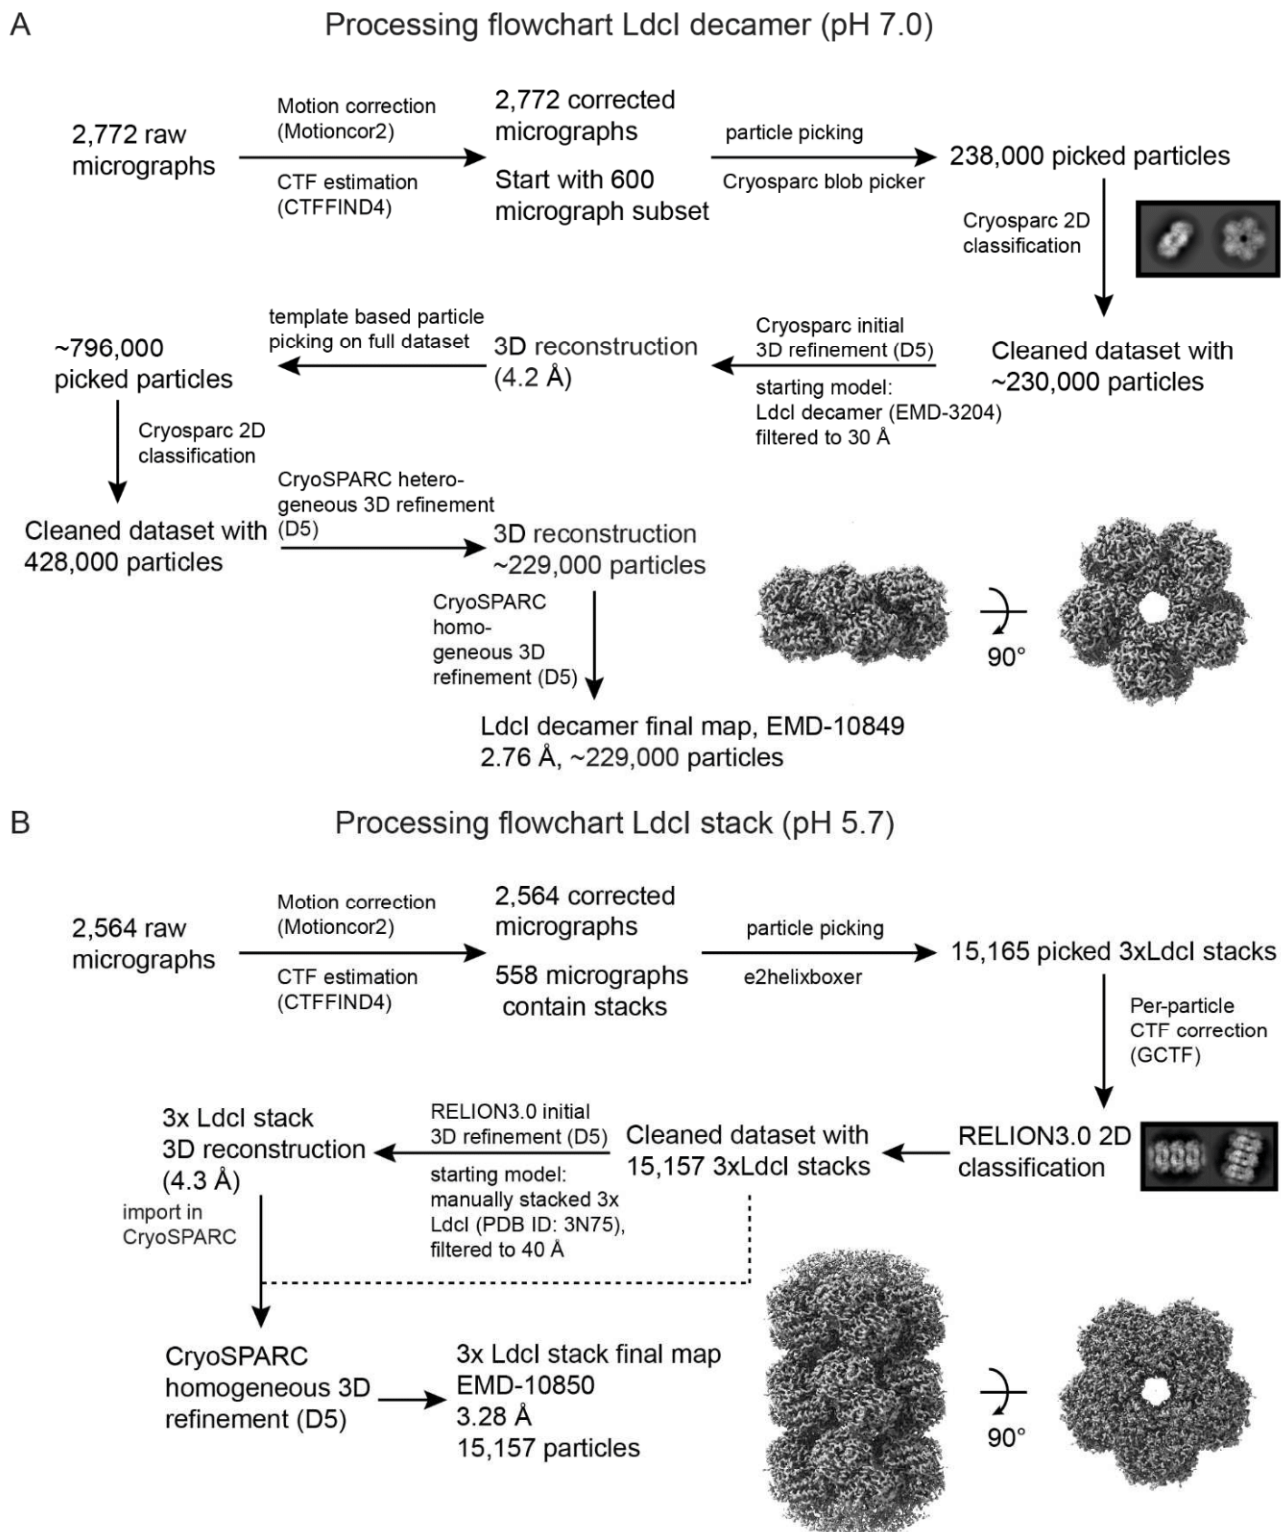 A
Processing flowchart LdcI decamer (pH 7.0)
2,772 raw
micrographs
Motion correction
(Motioncor2)
CTF estimation
(CTFFIND4)
2,772 corrected
micrographs
Start with 600
micrograph subset
particle picking
Cryosparc blob picker
238,000 picked particles
Cryosparc 2D
classification
Cleaned dataset with
~230,000 particles
Cryosparc initial
3D refinement (D5)
starting model:
LdcI decamer (EMD-3204)
filtered to 30 Å
3D reconstruction
(4.2 Å)
template based particle
picking on full dataset
~796,000
picked particles
Cryosparc 2D
classification
Cleaned dataset with
428,000 particles
CryoSPARC hetero-
geneous 3D refinement
(D5)
3D reconstruction
~229,000 particles
CryoSPARC
homo-
geneous 3D
refinement (D5)
LdcI decamer final map, EMD-10849
2.76 Å, ~229,000 particles
90°
B
Processing flowchart LdcI stack (pH 5.7)
2,564 raw
micrographs
Motion correction
(Motioncor2)
CTF estimation
(CTFFIND4)
2,564 corrected
micrographs
558 micrographs
contain stacks
particle picking
e2helixboxer
15,165 picked 3xLdcI stacks
Per-particle
CTF correction
(GCTF)
RELION3.0 2D
classification
Cleaned dataset with
15,157 3xLdcI stacks
RELION3.0 initial
3D refinement (D5)
starting model:
manually stacked 3x
LdcI (PDB ID: 3N75),
filtered to 40 Å
3x LdcI stack
3D reconstruction
(4.3 Å)
import in
CryoSPARC
CryoSPARC
homogeneous 3D
refinement (D5)
3x LdcI stack final map
EMD-10850
3.28 Å
15,157 particles
90°